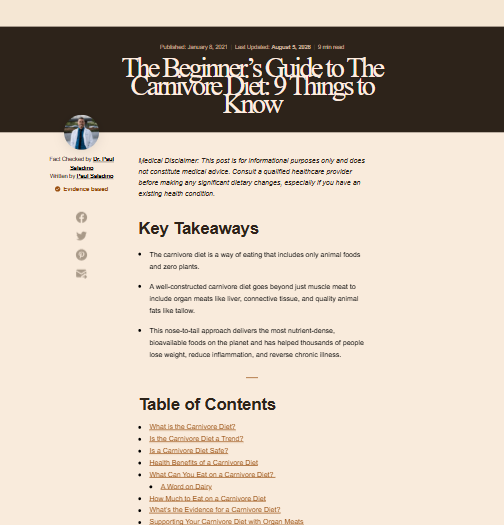 Published: January 8, 2021 | Last Updated: August 5, 2026 | 9 min read
The Beginner's Guide to The
Carnivore Diet: 9 Things to
Know
Fact Checked by Dr. Paul
Saladino
Written by Paul Saladino
Evidence based
Medical Disclaimer: This post is for informational purposes only and does
not constitute medical advice. Consult a qualified healthcare provider
before making any significant dietary changes, especially if you have an
existing health condition.
Key Takeaways
• The carnivore diet is a way of eating that includes only animal foods
and zero plants.
• A well-constructed carnivore diet goes beyond just muscle meat to
include organ meats like liver, connective tissue, and quality animal
fats like tallow.
• This nose-to-tail approach delivers the most nutrient-dense,
bioavailable foods on the planet and has helped thousands of people
lose weight, reduce inflammation, and reverse chronic illness.
Table of Contents
• What is the Carnivore Diet?
• Is the Carnivore Diet a Trend?
• Is a Carnivore Diet Safe?
• Health Benefits of a Carnivore Diet
• What Can You Eat on a Carnivore Diet?
• A Word on Dairy
• How Much to Eat on a Carnivore Diet
• What's the Evidence for a Carnivore Diet?
• Supporting Your Carnivore Diet with Organ Meats